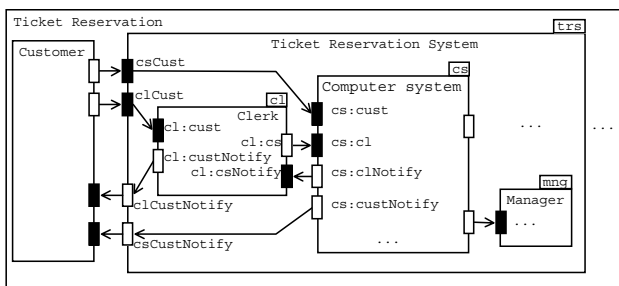 Ticket Reservation
trs
Customer
Ticket Reservation System
csCust
cs
Computer system
clCust
cl
Clerk
cs:cust
cl:cust
... ...
cl:cs
cs:cl
cl:custNotify
cl:csNotify
cs:clNotify
mng
clCustNotify
cs:custNotify
Manager
...
csCustNotify
...